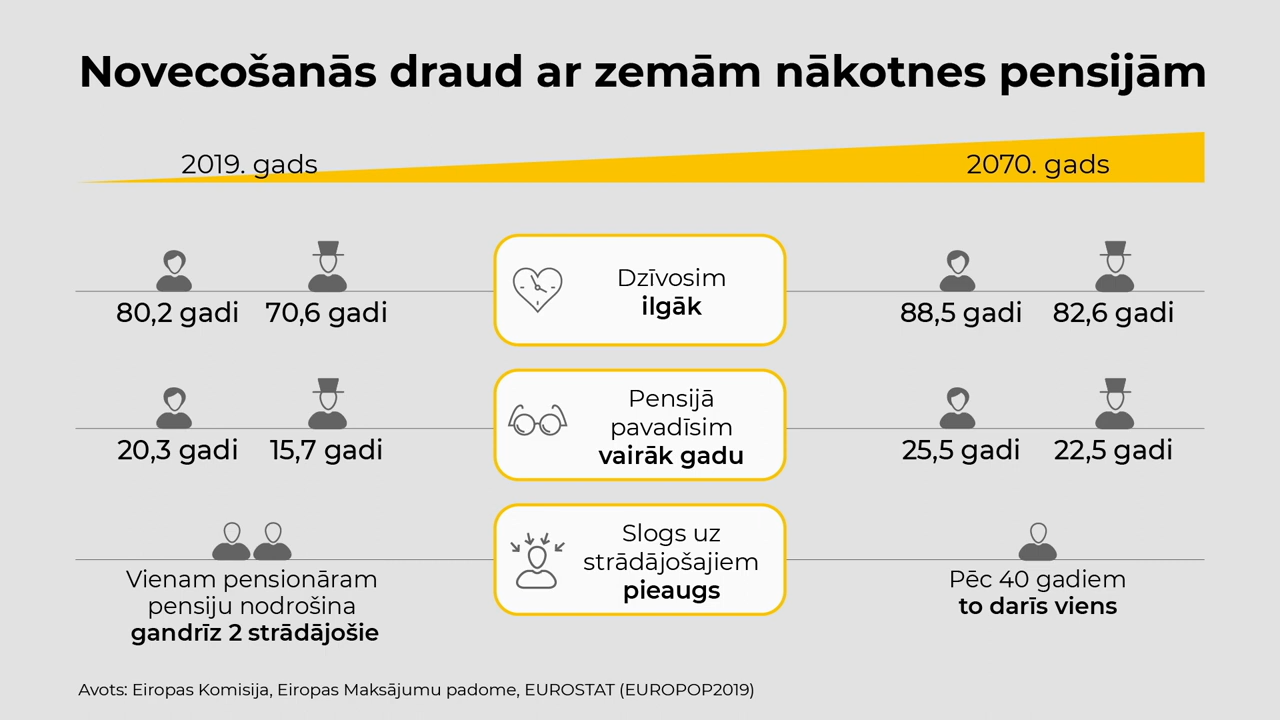 Novecošanās draud ar zemām nākotnes pensijām
2019. gads
2070. gads
80,2 gadi
70,6 gadi
Dzīvosim
ilgāk
88,5 gadi
82,6 gadi
20,3 gadi
15,7 gadi
Pensijā
pavadīsim
vairāk gadu
25,5 gadi
22,5 gadi
Vienam pensionāram
pensiju nodrošina
gandrīz 2 strādājošie
Slogs uz
strādājošajiem
pieaugs
Pēc 40 gadiem
to darīs viens
Avots: Eiropas Komisija, Eiropas Maksājumu padome, EUROSTAT (EUROPOP2019)